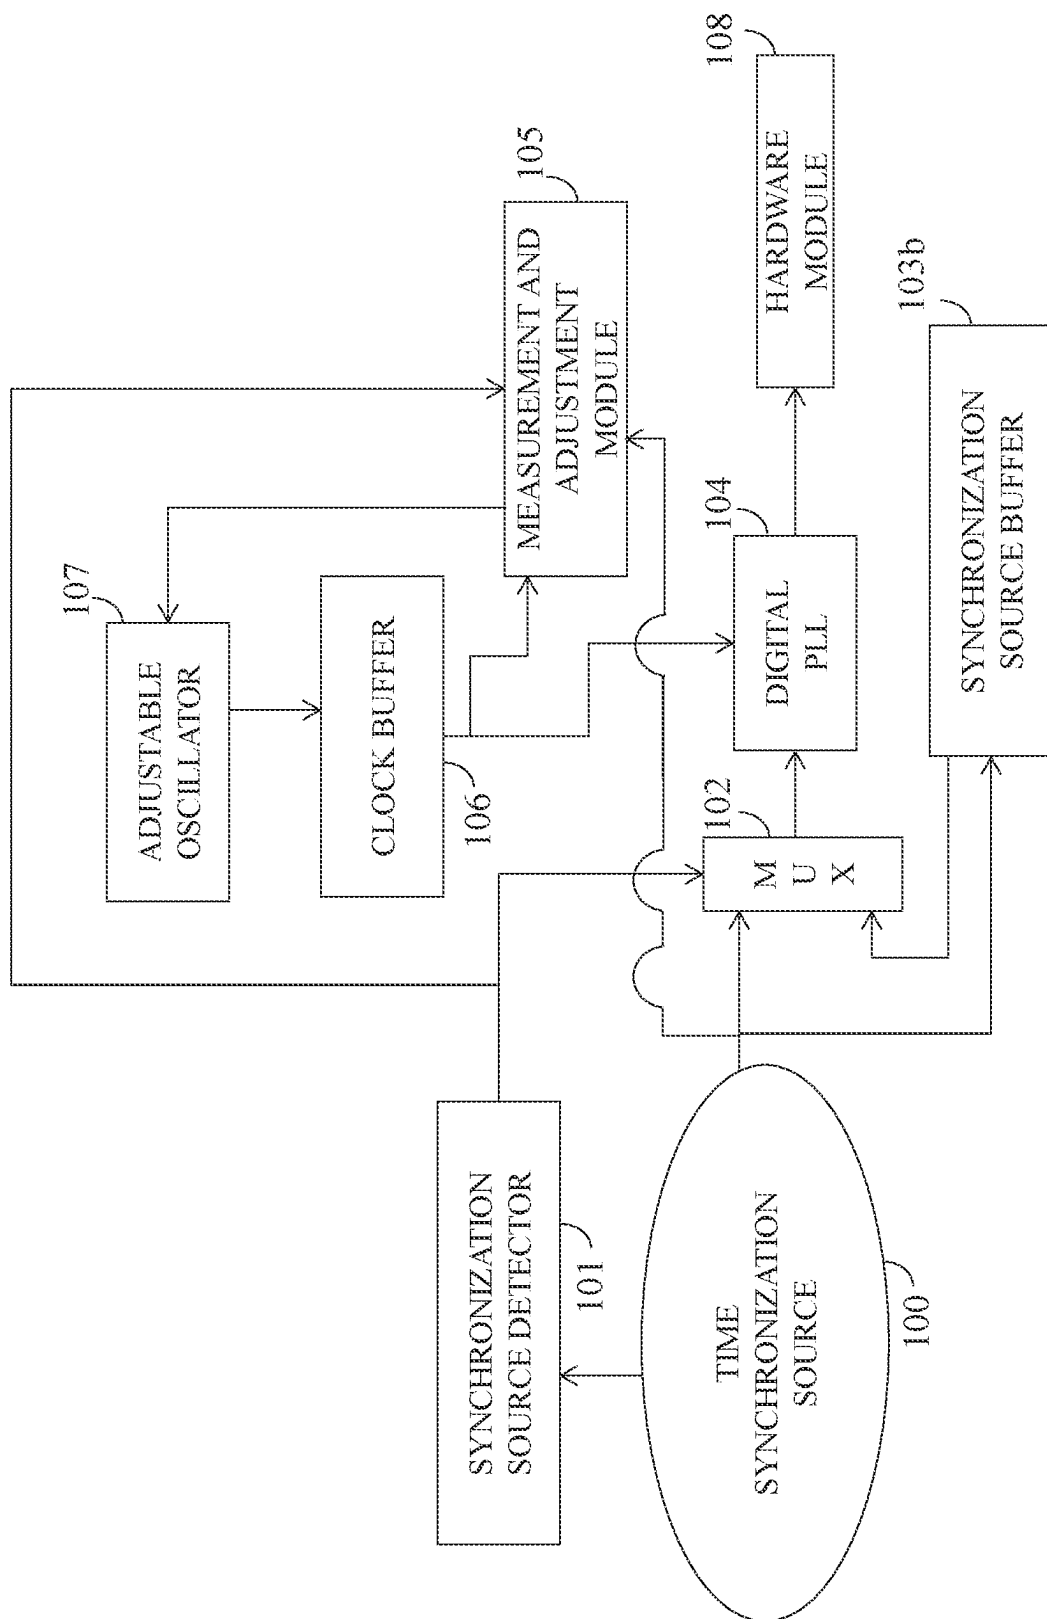 ADJUSTABLE
OSCILLATOR
107
CLOCK BUFFER
106
MEASUREMENT AND
ADJUSTMENT
MODULE
105
SYNCHRONIZATION
SOURCE DETECTOR
101
TIME
SYNCHRONIZATION
SOURCE
100
M
U
X
102
DIGITAL
PLL
104
HARDWARE
MODULE
108
SYNCHRONIZATION
SOURCE BUFFER
103b